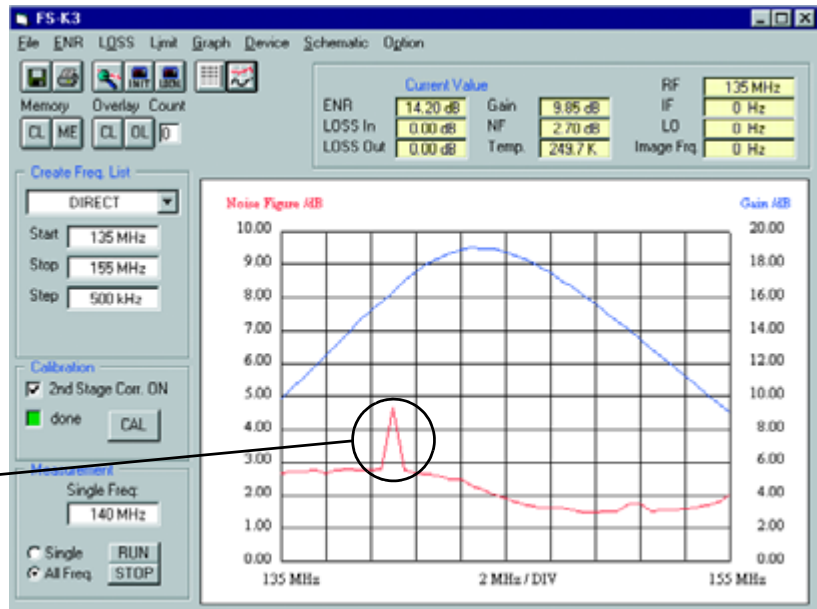 FS-K3
File ENR LOSS Limit Graph Device Schematic Option
INIT LOCAL
Memory Overlay Count
CL ME CL OL 0
Current Value
ENR 14.20 dB Gain 9.85 dB RF 135 MHz
LOSS In 0.00 dB NF 2.70 dB IF 0 Hz
LOSS Out 0.00 dB Temp. 249.7 K LO 0 Hz
Image Frq. 0 Hz
Create Freq. List
DIRECT
Start 135 MHz
Stop 155 MHz
Step 500 kHz
Calibration
2nd Stage Corr. ON
done CAL
Measurement
Single Freq:
140 MHz
Single RUN
All Freq. STOP
Noise Figure /dB Gain /dB
10.00 20.00
9.00 18.00
8.00 16.00
7.00 14.00
6.00 12.00
5.00 10.00
4.00 8.00
3.00 6.00
2.00 4.00
1.00 2.00
0.00 0.00
135 MHz 2 MHz / DIV 155 MHz